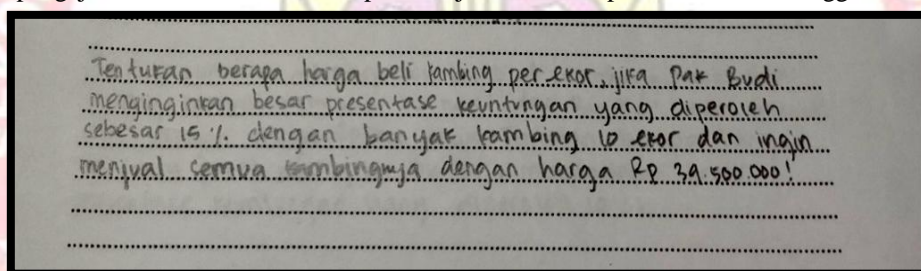 Tenturan berapa harga beli kambing per ekor, jika Pak Budi
menginginkan besar presentase keuntungan yang diperoleh
sebesar 15 %. dengan banyak kambing 10 ekor dan ingin
menjual semua kambingnya dengan harga Rp 39.500.000!